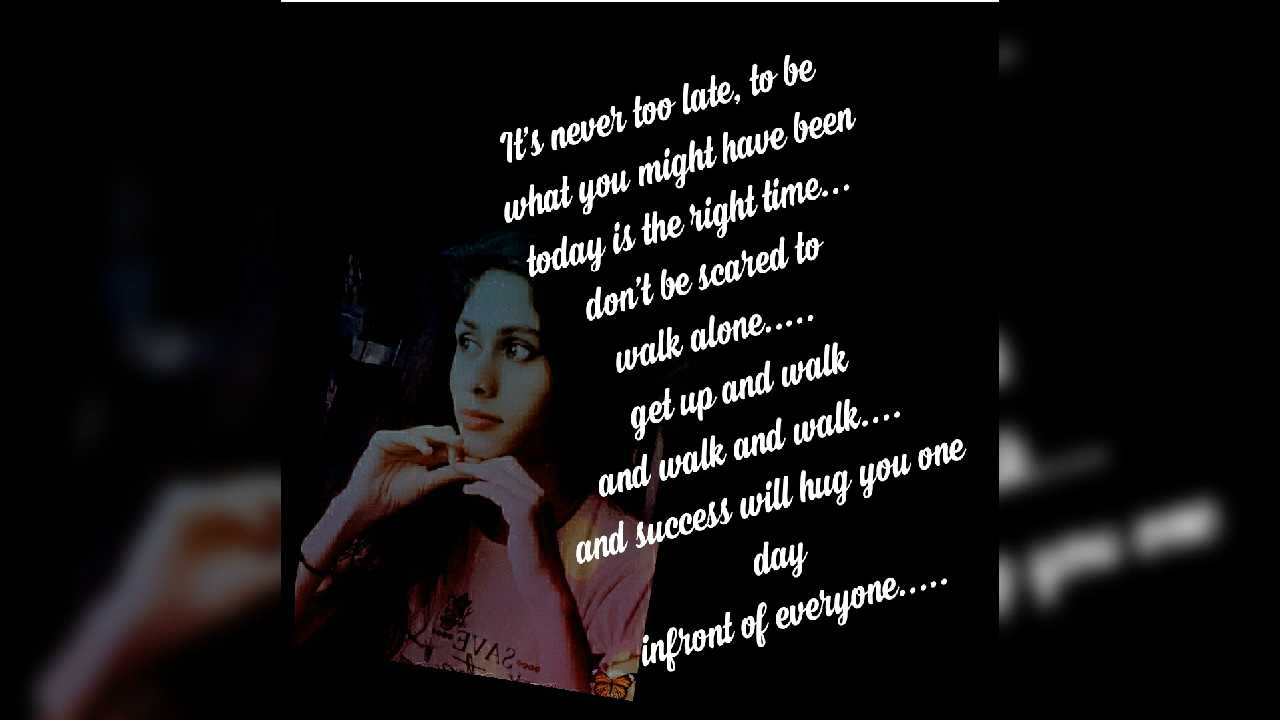 It's never too late, to be
what you might have been
today is the right time...
don't be scared to
walk alone.....
get up and walk
and walk and walk....
and success will hug you one
day
infront of everyone.....
SAVE